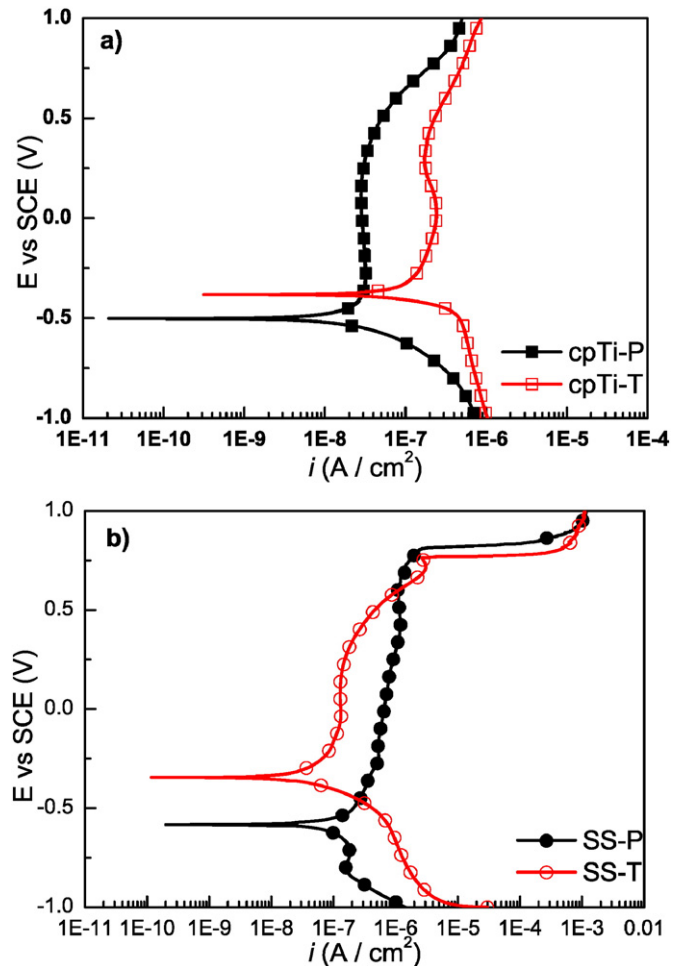 a)
1.0
0.5
0.0
-0.5
-1.0
E vs SCE (V)
cpTi-P
cpTi-T
1E-11 1E-10 1E-9 1E-8 1E-7 1E-6 1E-5 1E-4
i (A / cm²)
b)
1.0
0.5
0.0
-0.5
-1.0
E vs SCE (V)
SS-P
SS-T
1E-11 1E-10 1E-9 1E-8 1E-7 1E-6 1E-5 1E-4 1E-3 0.01
i (A / cm²)